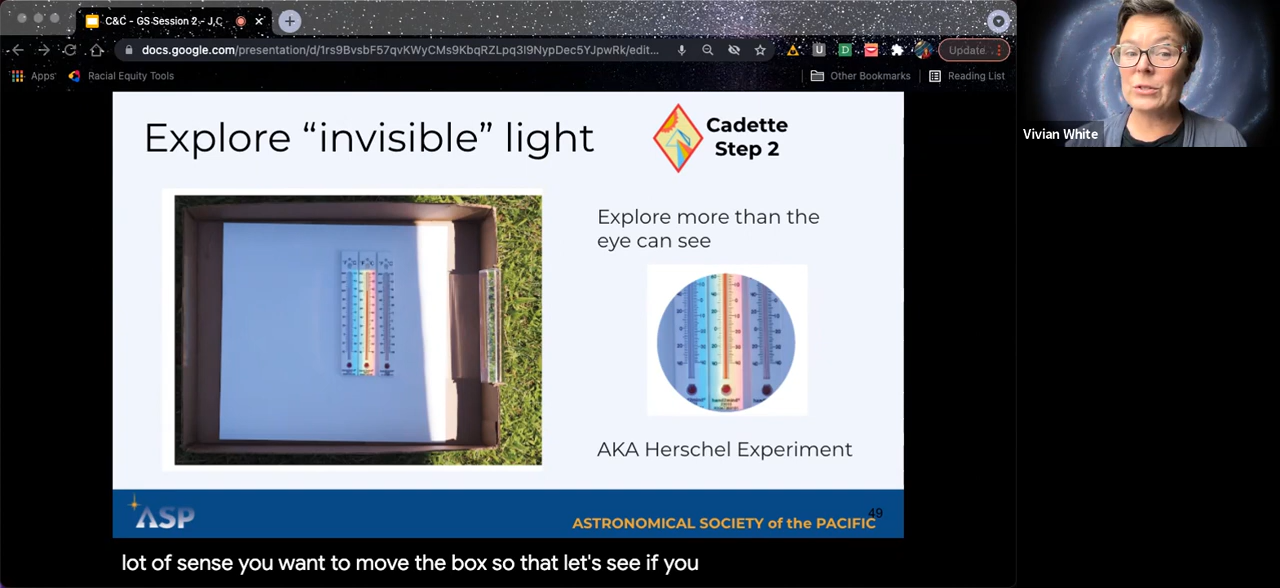 C&C - GS Session 2 - J,C
docs.google.com/presentation/d/1rs9BvsbF57qvKWyCMs9KbqRZLpq3I9NypDec5YJpwRk/edit...
Update
Apps
Racial Equity Tools
Other Bookmarks
Reading List
Vivian White
Explore “invisible” light
Cadette
Step 2
Explore more than the
eye can see
AKA Herschel Experiment
ASP
49
ASTRONOMICAL SOCIETY of the PACIFIC
lot of sense you want to move the box so that let's see if you